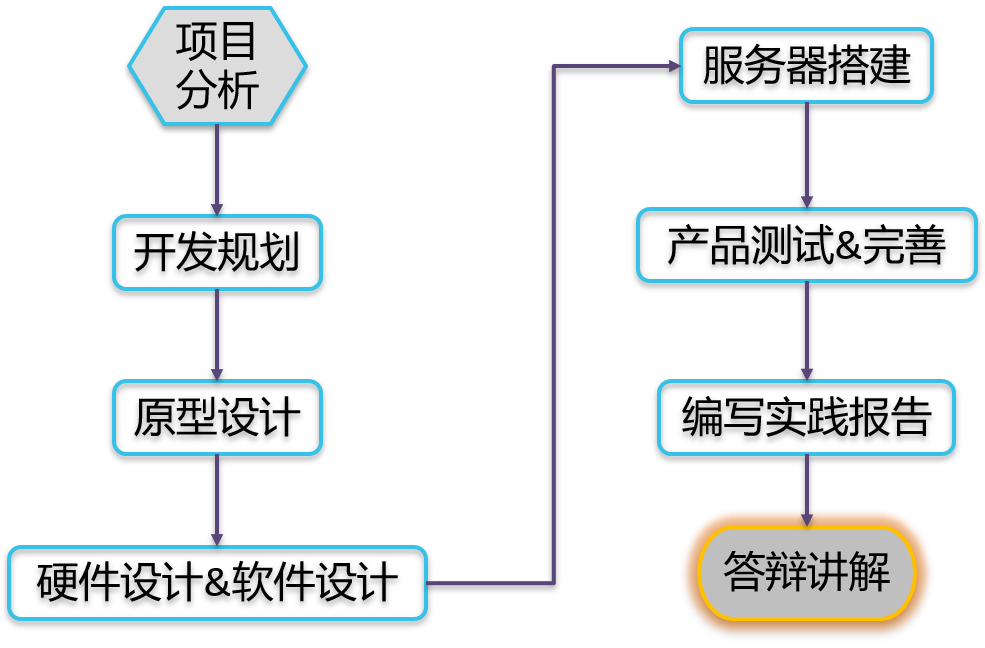 项目
分析
开发规划
原型设计
硬件设计&软件设计
服务器搭建
产品测试&完善
编写实践报告
答辩讲解